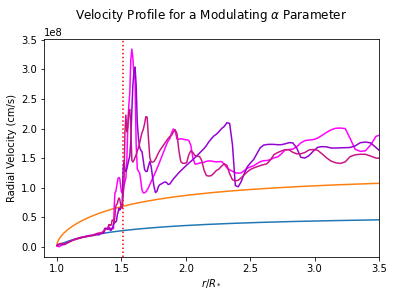 Velocity Profile for a Modulating α Parameter
1e8
3.5
3.0
2.5
2.0
1.5
1.0
0.5
0.0
Radial Velocity (cm/s)
1.0 1.5 2.0 2.5 3.0 3.5
r/R*